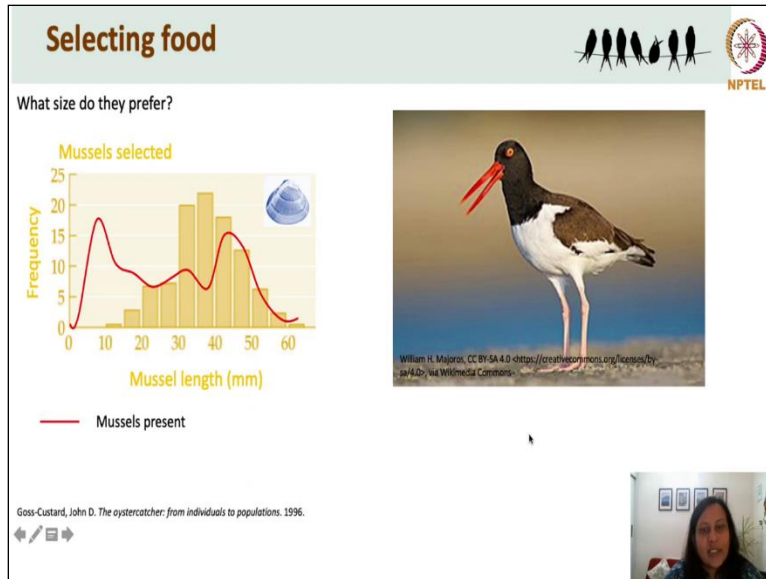 Selecting food
NPTEL
What size do they prefer?
Mussels selected
Frequency
25
20
15
10
5
0
0 10 20 30 40 50 60
Mussel length (mm)
Mussels present
William H. Majoros, CC BY-SA 4.0 <https://creativecommons.org/licenses/by-
sa/4.0>, via Wikimedia Commons
Goss-Custard, John D. The oystercatcher: from individuals to populations. 1996.